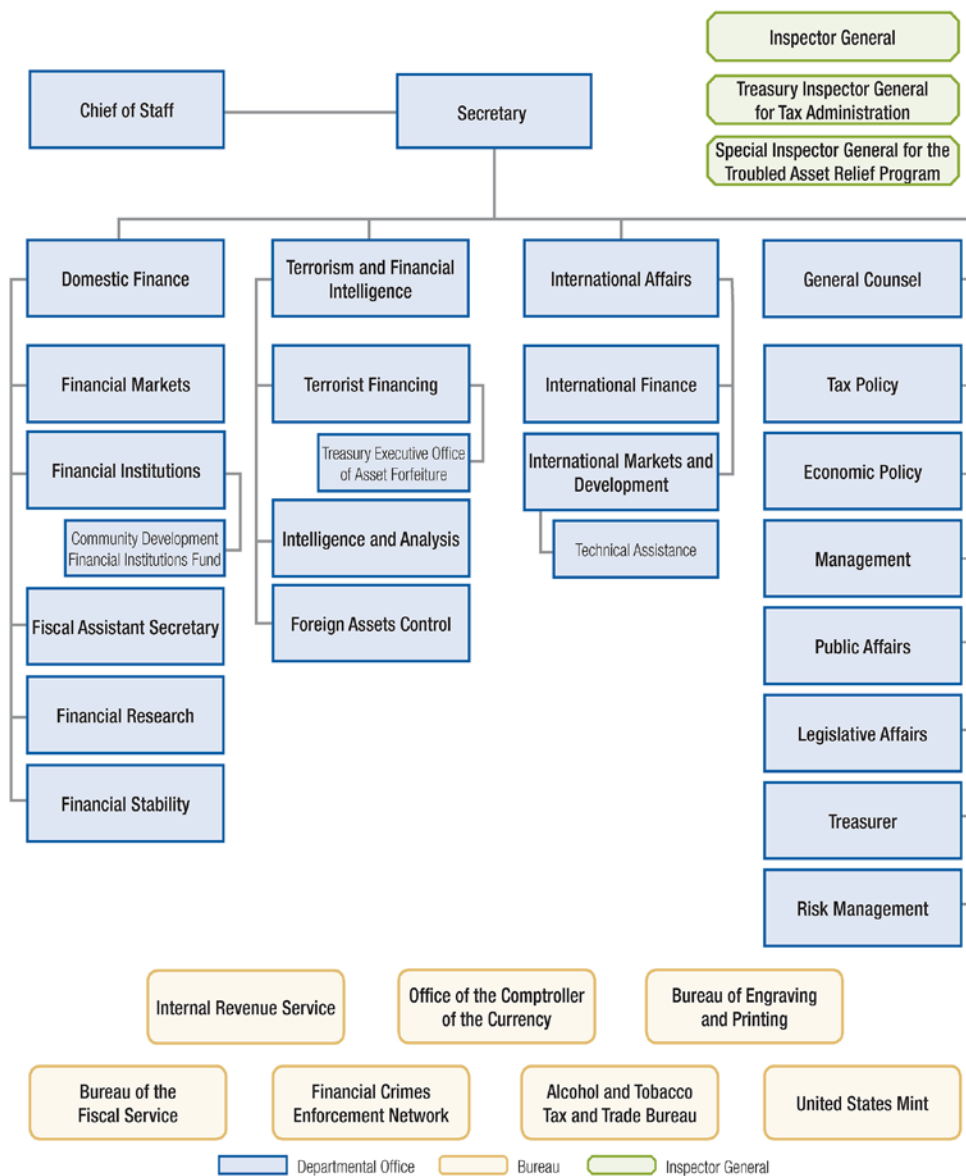 Inspector General
Chief of Staff
Secretary
Treasury Inspector General
for Tax Administration
Special Inspector General for the
Troubled Asset Relief Program
Domestic Finance
Terrorism and Financial
Intelligence
International Affairs
General Counsel
Financial Markets
Terrorist Financing
International Finance
Tax Policy
Financial Institutions
Treasury Executive Office
of Asset Forfeiture
International Markets and
Development
Economic Policy
Community Development
Financial Institutions Fund
Intelligence and Analysis
Technical Assistance
Management
Fiscal Assistant Secretary
Foreign Assets Control
Public Affairs
Financial Research
Legislative Affairs
Financial Stability
Treasurer
Risk Management
Internal Revenue Service
Office of the Comptroller
of the Currency
Bureau of Engraving
and Printing
Bureau of the
Fiscal Service
Financial Crimes
Enforcement Network
Alcohol and Tobacco
Tax and Trade Bureau
United States Mint
Departmental Office
Bureau
Inspector General